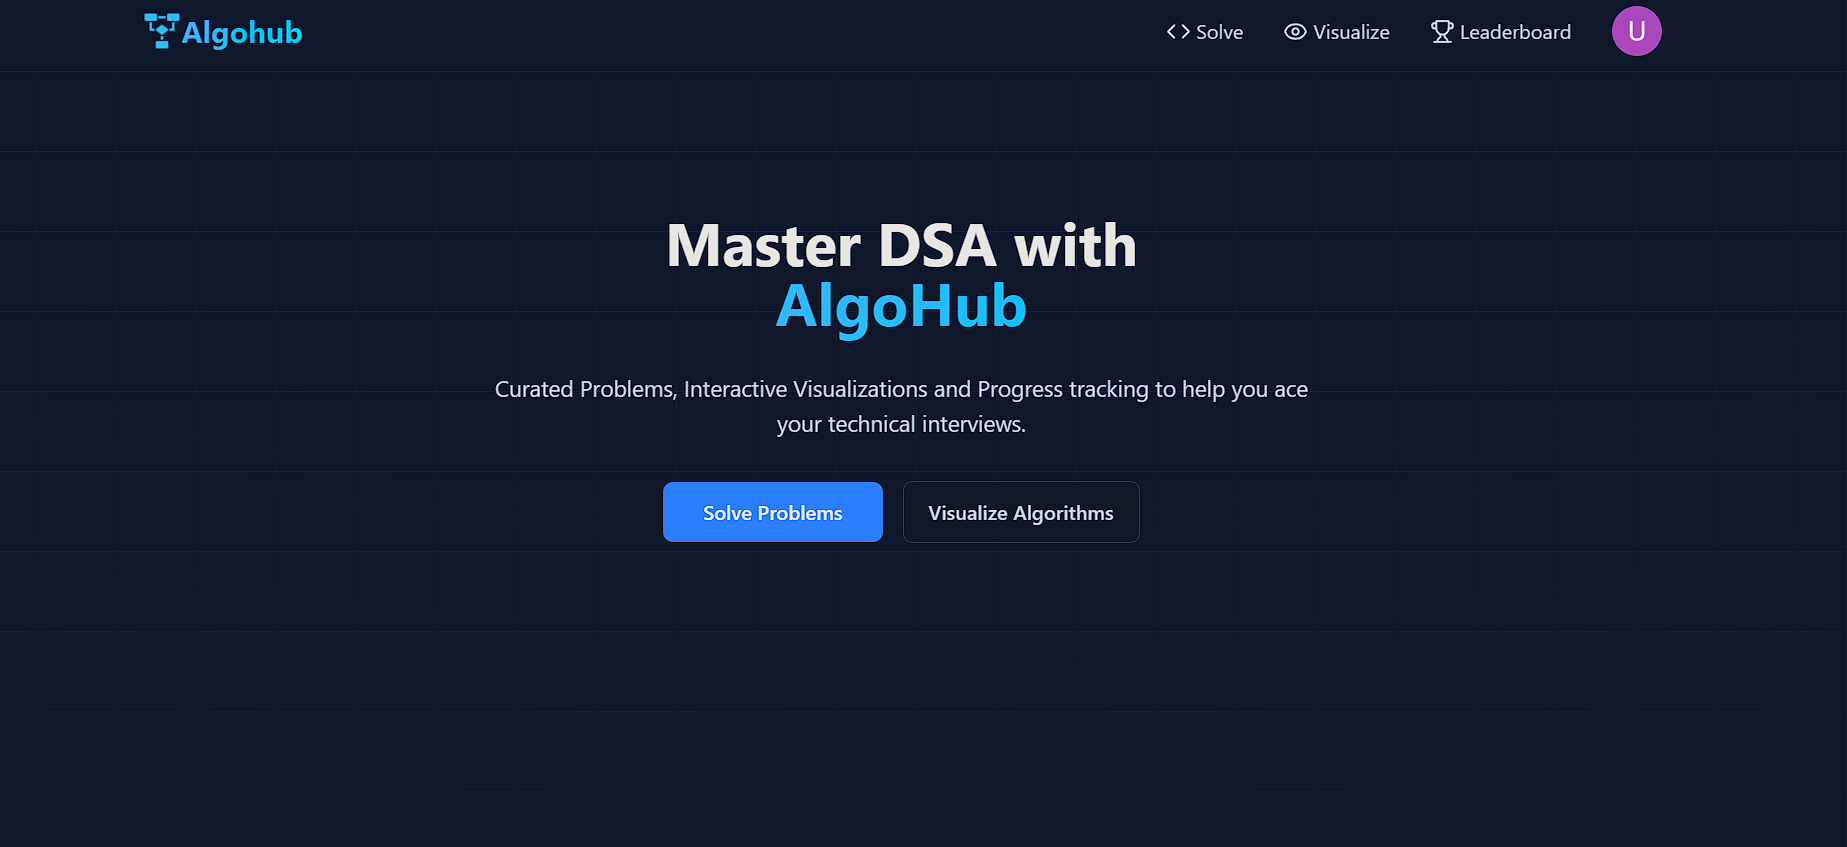 Algohub
Solve
Visualize
Leaderboard
U
Master DSA with
AlgoHub
Curated Problems, Interactive Visualizations and Progress tracking to help you ace
your technical interviews.
Solve Problems
Visualize Algorithms